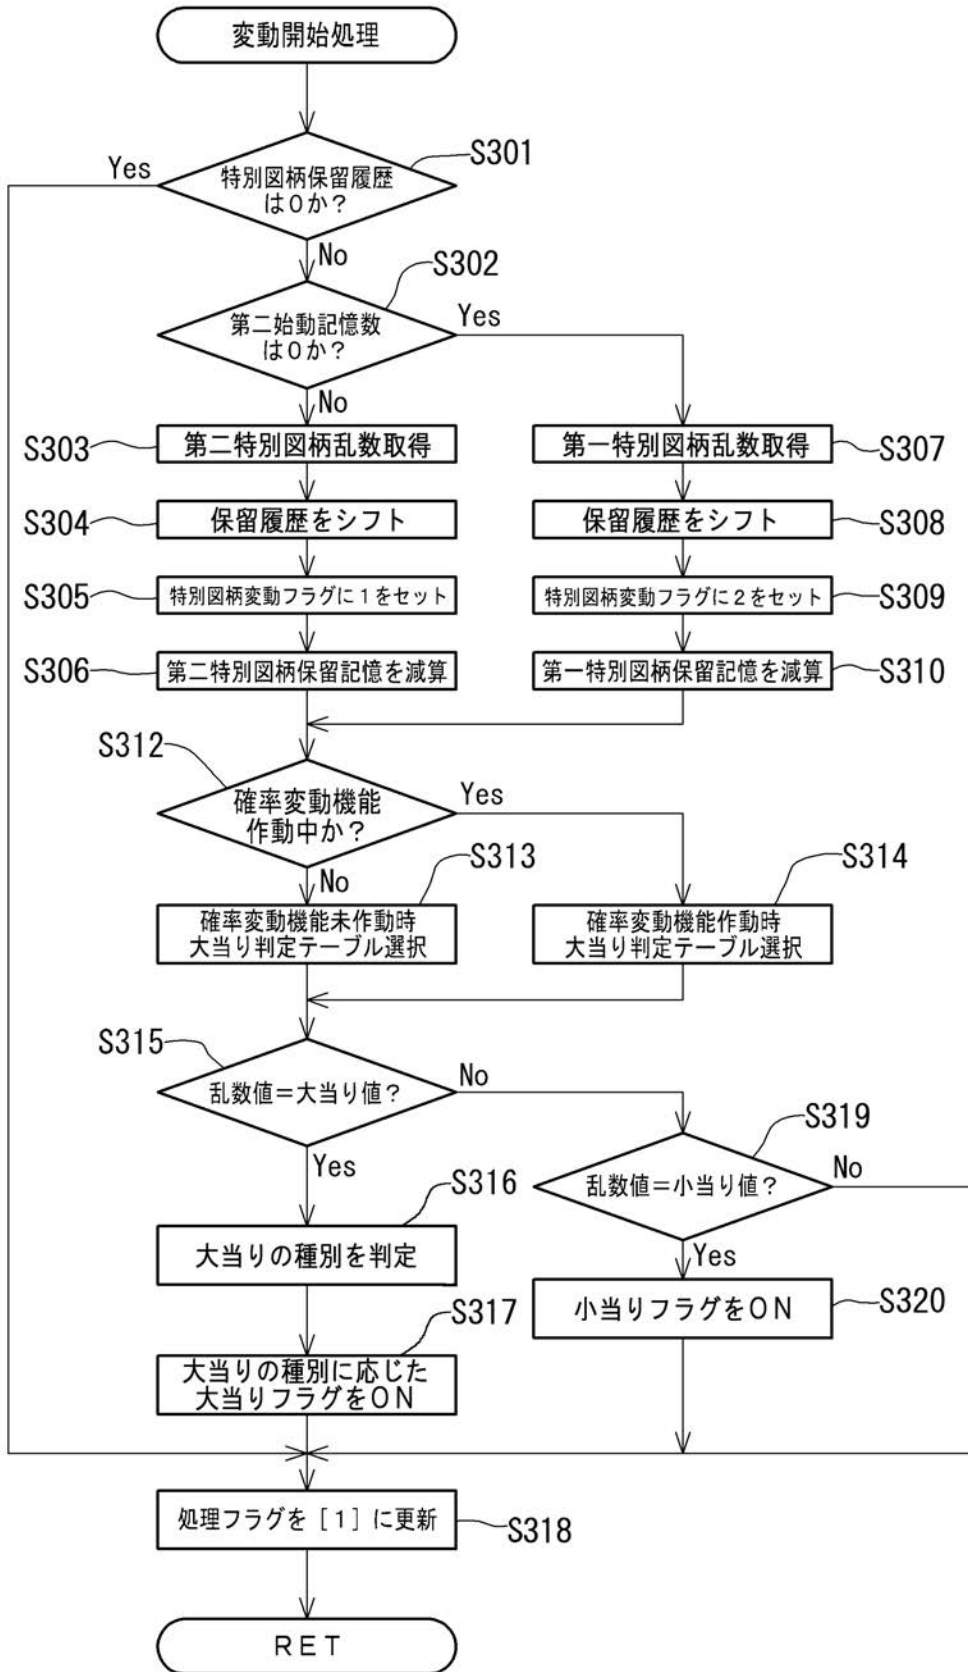 変動開始処理
S301
Yes
特別図柄保留履歴
は０か？
No
S302
第二始動記憶数
は０か？
Yes
No
S303
第二特別図柄乱数取得
第一特別図柄乱数取得
S307
S304
保留履歴をシフト
保留履歴をシフト
S308
S305
特別図柄変動フラグに１をセット
特別図柄変動フラグに２をセット
S309
S306
第二特別図柄保留記憶を減算
第一特別図柄保留記憶を減算
S310
S312
確率変動機能
作動中か？
Yes
No
S313
S314
確率変動機能未作動時
大当り判定テーブル選択
確率変動機能作動時
大当り判定テーブル選択
S315
乱数値＝大当り値？
No
Yes
S319
乱数値＝小当り値？
No
Yes
S316
大当りの種別を判定
小当りフラグをＯＮ
S320
S317
大当りの種別に応じた
大当りフラグをＯＮ
処理フラグを［１］に更新
S318
ＲＥＴ